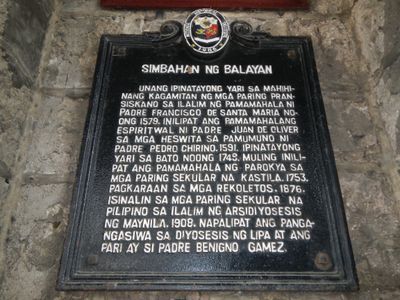 1982
SIMBAHAN NG BALAYAN
UNANG IPINATAYONG YARI SA MAHIHI-
NANG KAGAMITAN NG MGA PARING PRAN-
SISKANO SA ILALIM NG PAMAMAHALA NI
PADRE FRANCISCO DE SANTA MARIA NO-
ONG 1579. INILIPAT ANG PAMAMAHALANG
ESPIRITWAL NI PADRE JUAN DE OLIVER
SA MGA HESWITA SA PAMUMUNO NI
PADRE PEDRO CHIRINO, 1591. IPINATAYONG
YARI SA BATO NOONG 1748. MULING INILI-
PAT ANG PAMAMAHALA NG PAROKYA SA
MGA PARING SEKULAR NA KASTILA, 1753.
PAGKARAAN SA MGA REKOLETOS, 1876.
ISINALIN SA MGA PARING SEKULAR NA
PILIPINO SA ILALIM NG ARSIDIYOSESIS
NG MAYNILA, 1908. NAPALIPAT ANG PANGA-
NGASIWA SA DIYOSESIS NG LIPA AT ANG
PARI AY SI PADRE BENIGNO GAMEZ.